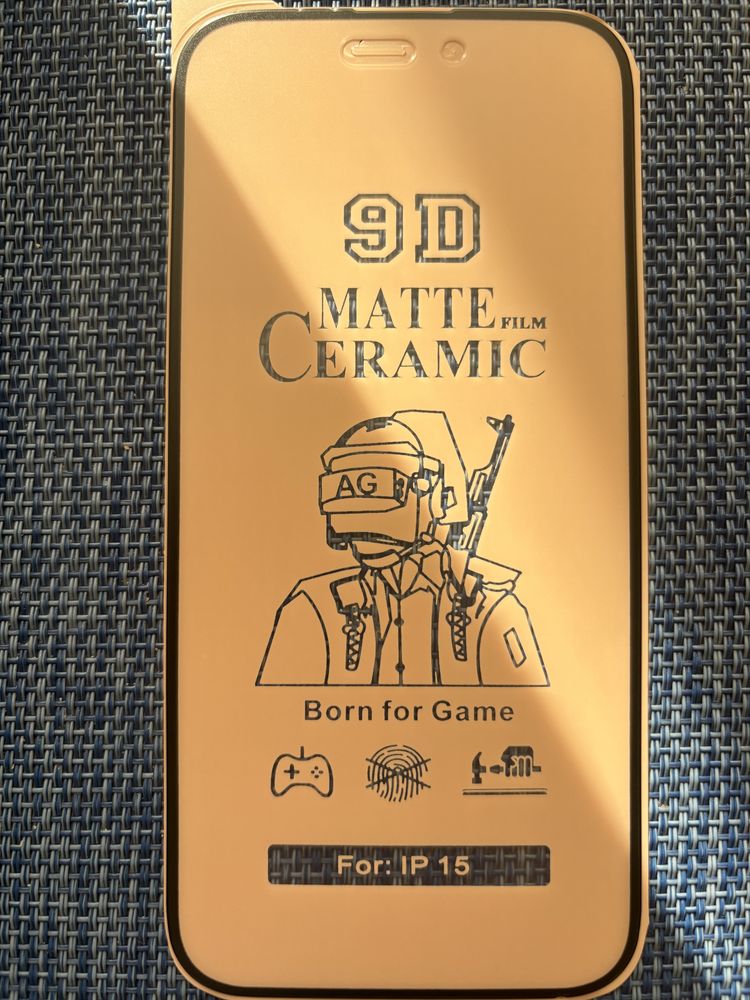 9D
MATTE FILM
CERAMIC
AG
Born for Game
For: IP 15